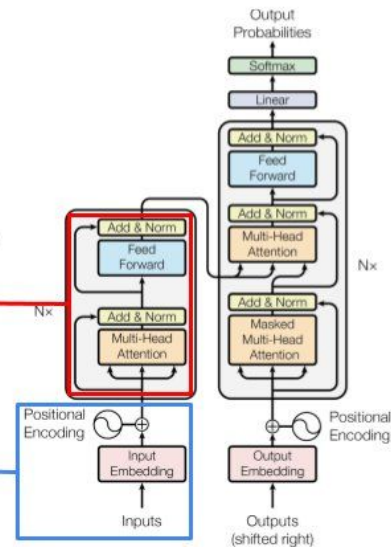 Output
Probabilities
Softmax
Linear
Add & Norm
Feed
Forward
Add & Norm
Multi-Head
Attention
Nx
Add & Norm
Masked
Multi-Head
Attention
Positional
Encoding
Output
Embedding
Outputs
(shifted right)
Add & Norm
Feed
Forward
Nx
Add & Norm
Multi-Head
Attention
Positional
Encoding
Input
Embedding
Inputs